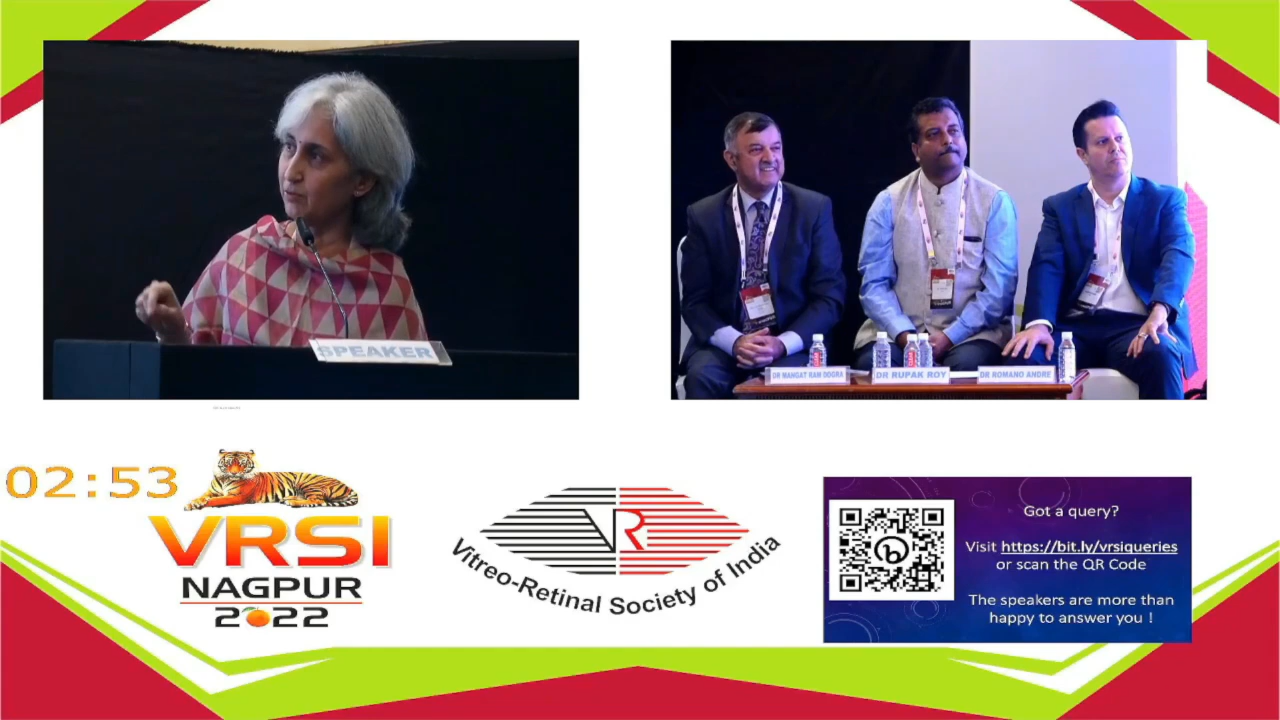 SPEAKER
DR MANGAT RAM DOGRA
DR RUPAK ROY
DR ROMANO ANDRE
02:53
VRSI
NAGPUR
2022
VR
Vitreo-Retinal Society of India
Got a query?
Visit https://bit.ly/vrsiqueries
or scan the QR Code
The speakers are more than
happy to answer you !